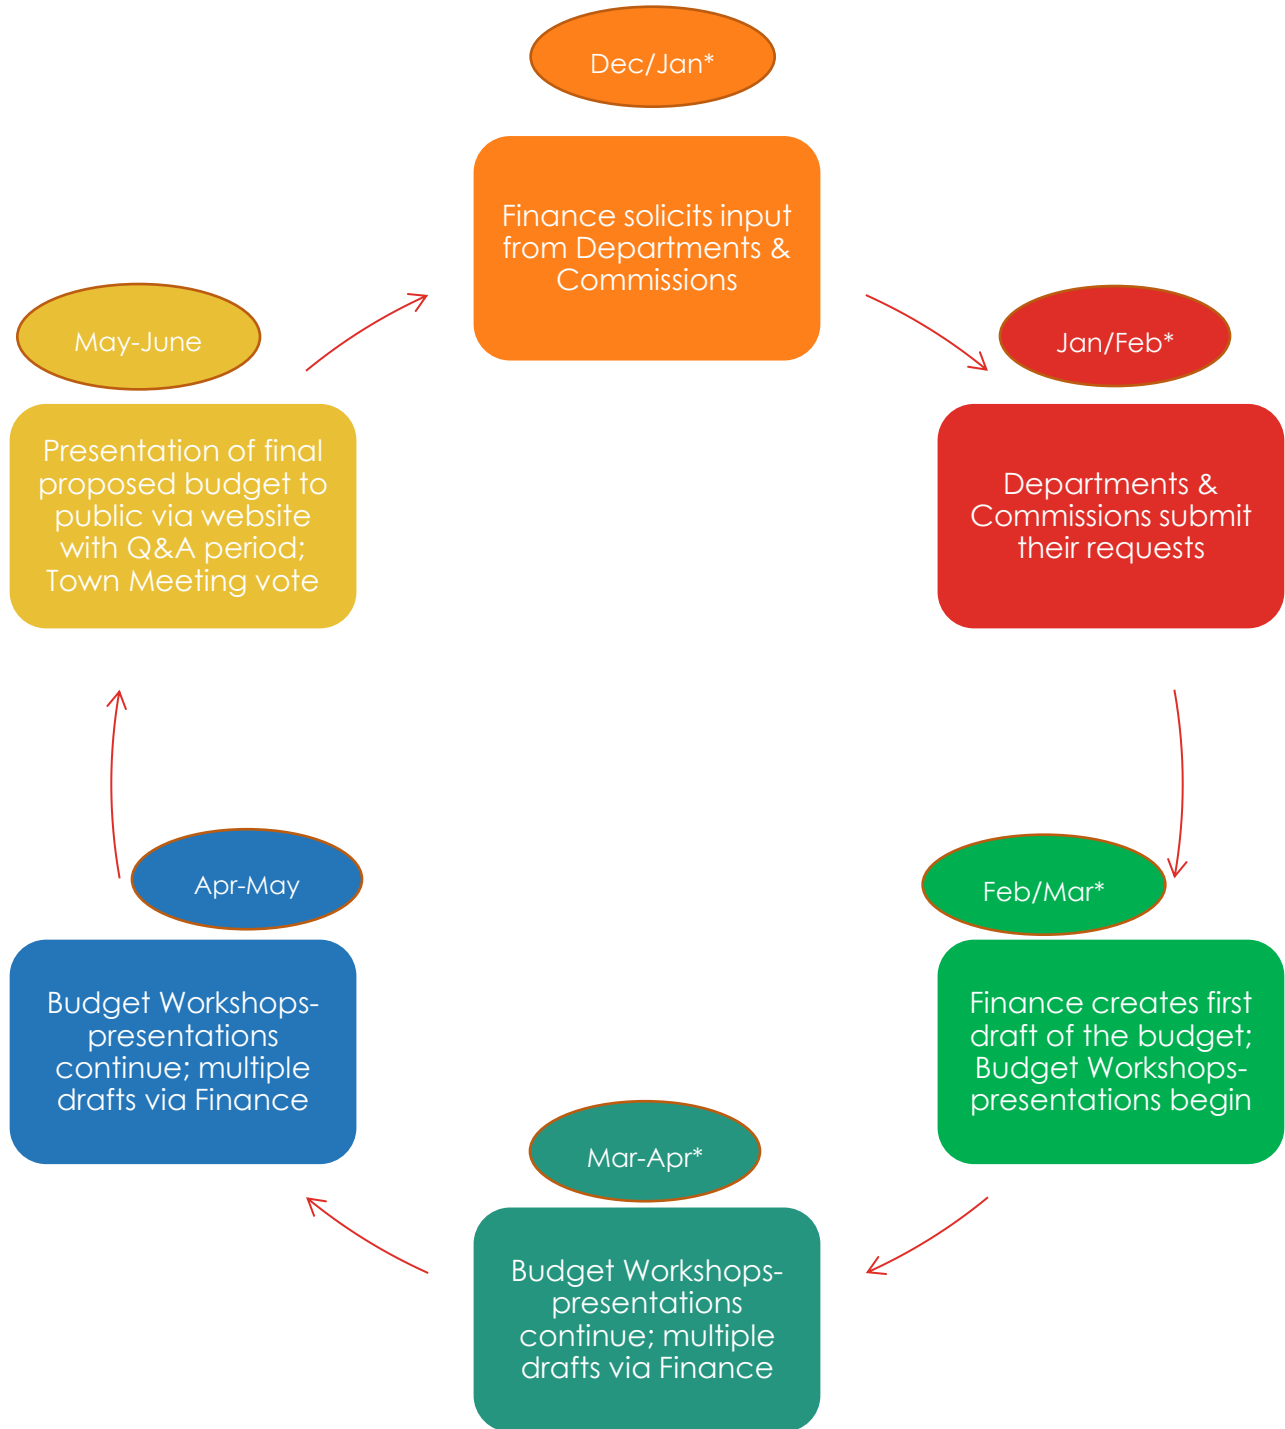 Dec/Jan*
Finance solicits input
from Departments &
Commissions
Jan/Feb*
Departments &
Commissions submit
their requests
Feb/Mar*
Finance creates first
draft of the budget;
Budget Workshops-
presentations begin
Mar-Apr*
Budget Workshops-
presentations
continue; multiple
drafts via Finance
Apr-May
Budget Workshops-
presentations
continue; multiple
drafts via Finance
May-June
Presentation of final
proposed budget to
public via website
with Q&A period;
Town Meeting vote